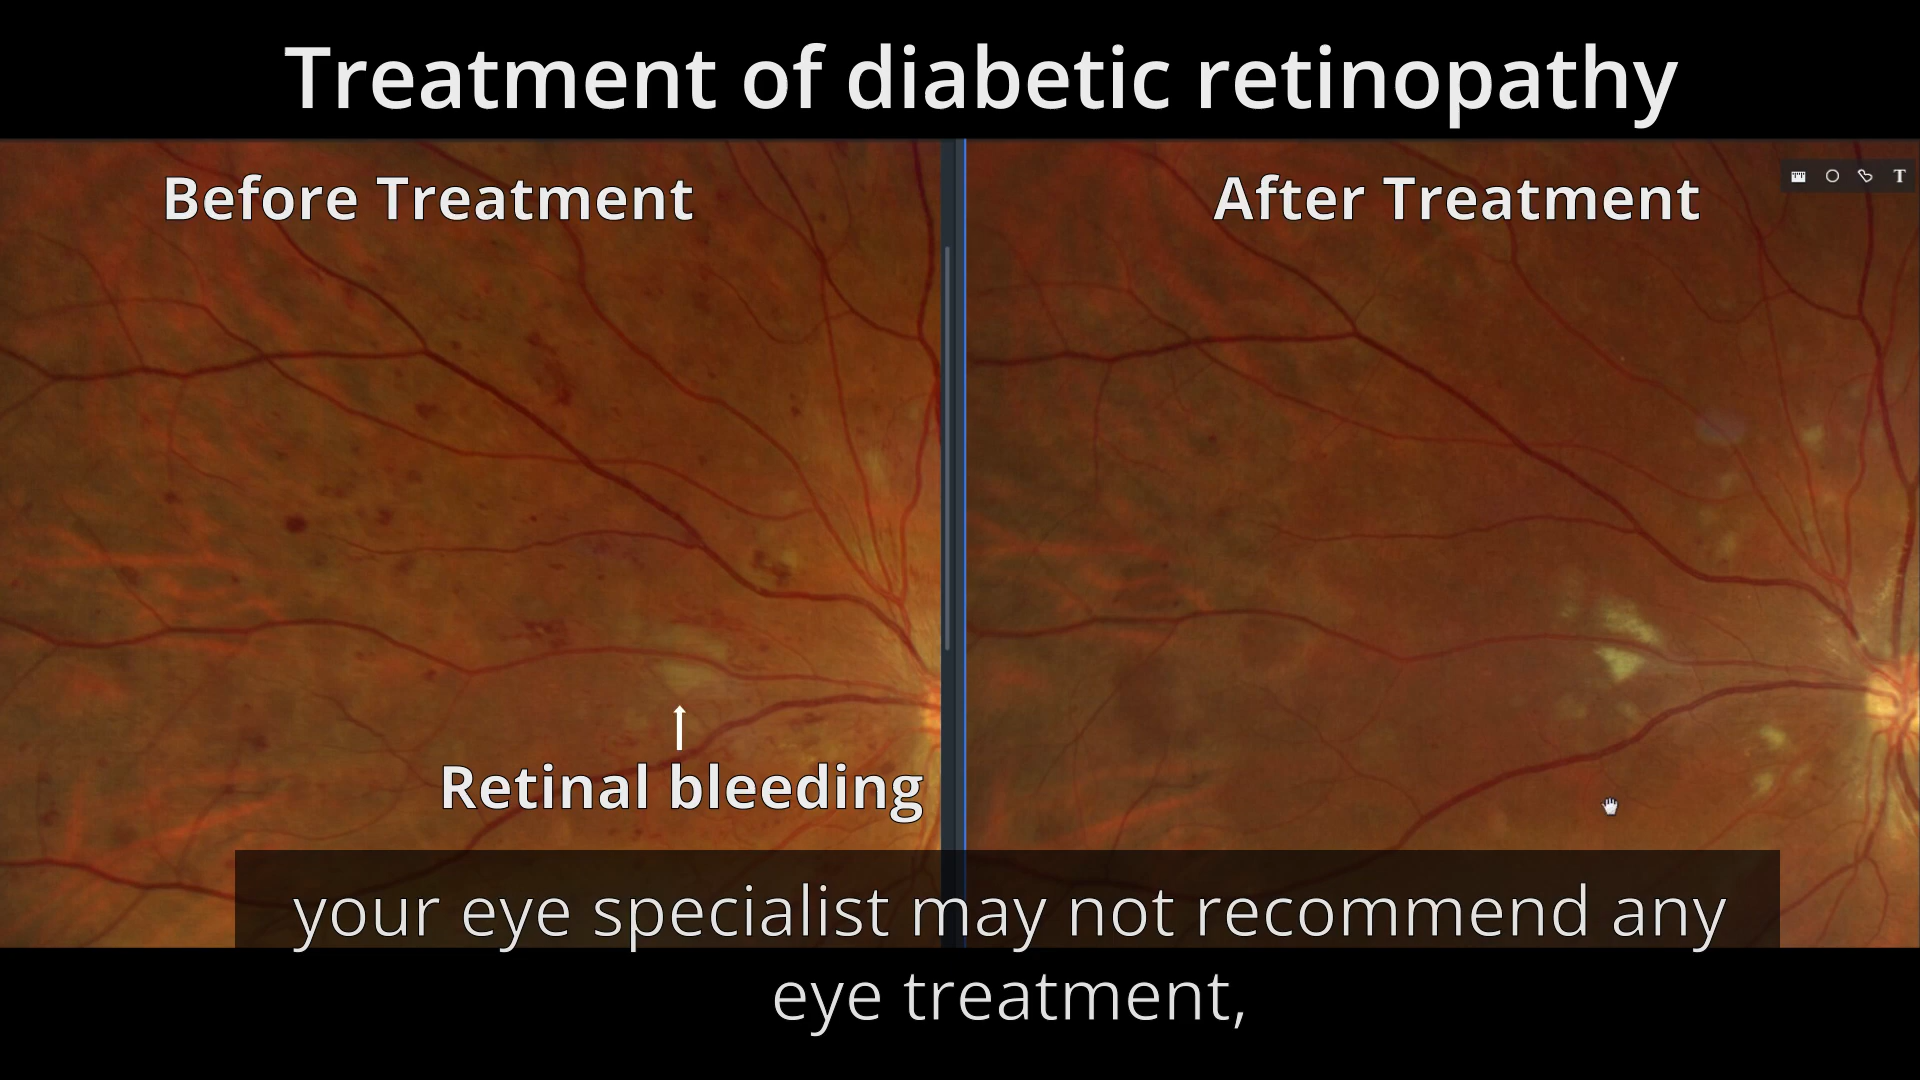 Treatment of diabetic retinopathy
Before Treatment
After Treatment
T
Retinal bleeding
your eye specialist may not recommend any
eye treatment,